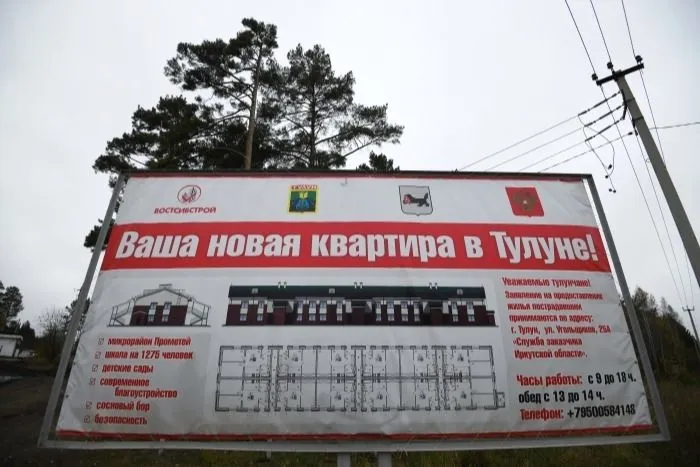 ВОСТСИБСТРОЙ
ТУЛУН
Ваша новая квартира в Тулуне!
микрорайон Прометей
школа на 1275 человек
детские сады
современное
благоустройство
сосновый бор
безопасность
Уважаемые тулунчане!
Заявление на предоставление
жилья пострадавшим
принимаются по адресу:
г. Тулун, ул. Угольщиков, 25А
«Служба заказчика
Иркутской области».
Часы работы: с 9 до 18 ч.
обед с 13 до 14 ч.
Телефон: +79500584148